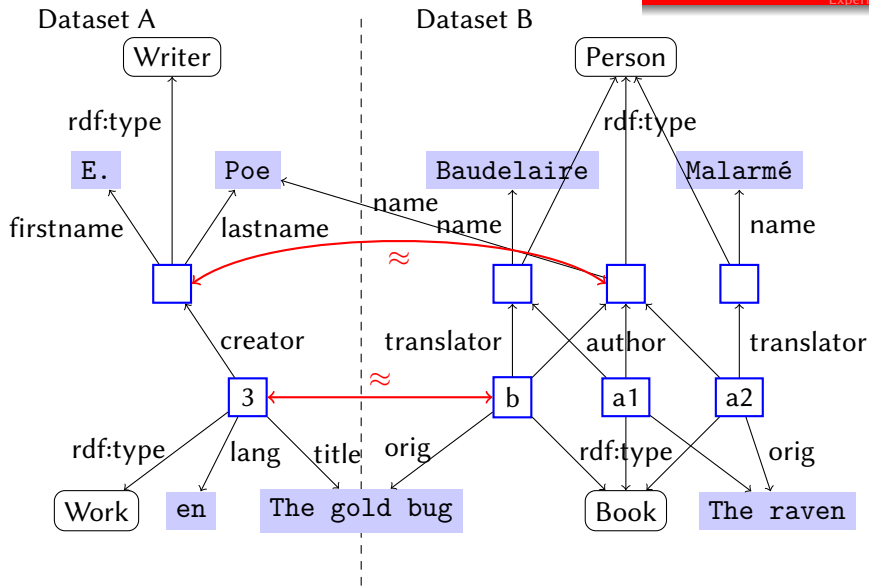 Experi
Dataset A
Dataset B
Writer
Person
rdf:type
rdf:type
E.
Poe
Baudelaire
Malarmé
name
firstname
lastname
name
name
≈
creator
translator
author
translator
≈
3
b
a1
a2
rdf:type
lang
title
orig
rdf:type
orig
Work
en
The gold bug
Book
The raven